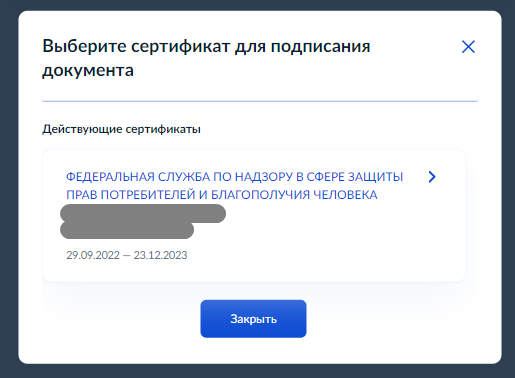 Выберите сертификат для подписания
документа
Действующие сертификаты
ФЕДЕРАЛЬНАЯ СЛУЖБА ПО НАДЗОРУ В СФЕРЕ ЗАЩИТЫ
ПРАВ ПОТРЕБИТЕЛЕЙ И БЛАГОПОЛУЧИЯ ЧЕЛОВЕКА
29.09.2022 — 23.12.2023
Закрыть